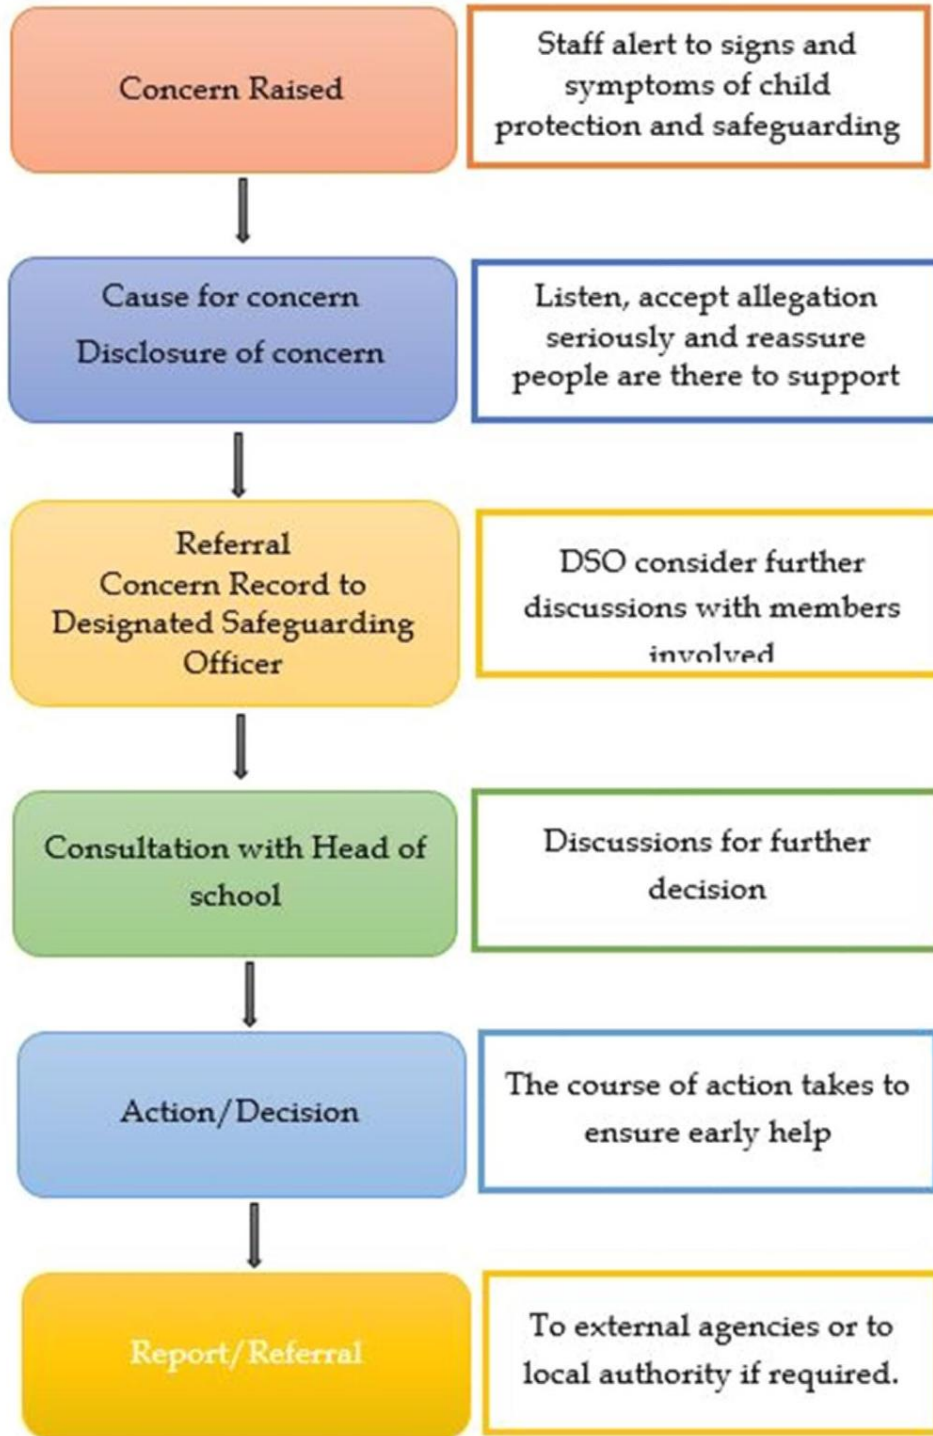 Concern Raised
Staff alert to signs and
symptoms of child
protection and safeguarding
Cause for concern
Disclosure of concern
Listen, accept allegation
seriously and reassure
people are there to support
Referral
Concern Record to
Designated Safeguarding
Officer
DSO consider further
discussions with members
involved
Consultation with Head of
school
Discussions for further
decision
Action/Decision
The course of action takes to
ensure early help
Report/Referral
To external agencies or to
local authority if required.